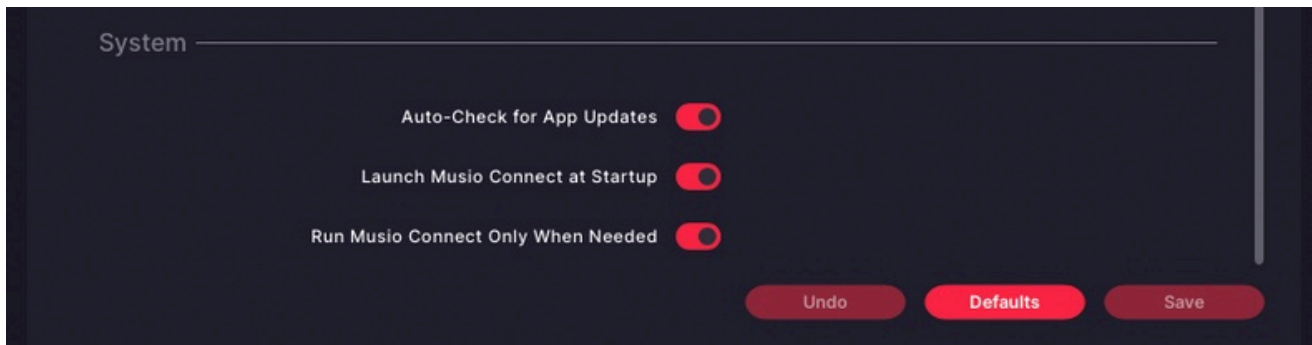 System
Auto-Check for App Updates
Launch Musio Connect at Startup
Run Musio Connect Only When Needed
Undo Defaults Save